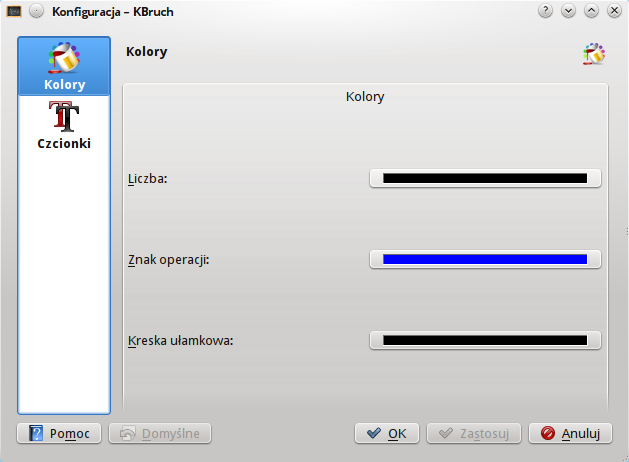 Konfiguracja – KBruch
Kolory
Czcionki
Kolory
Kolory
Liczba:
Znak operacji:
Kreska ułamkowa:
Pomoc Domyślne OK Zastosuj Anuluj